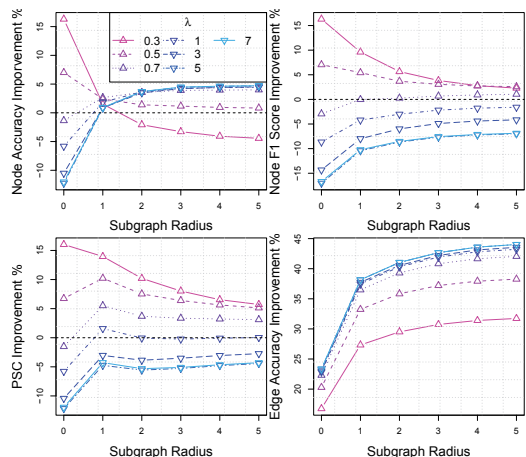 λ
0.3 1 7
0.5 3
0.7 5
Node Accuracy Improvement %
15
10
5
0
−5
−10
0 1 2 3 4 5
Subgraph Radius
Node F1 Score Improvement %
15
10
5
0
−5
−10
−15
0 1 2 3 4 5
Subgraph Radius
PSC Improvement %
15
10
5
0
−5
−10
0 1 2 3 4 5
Subgraph Radius
Edge Accuracy Improvement %
45
40
35
30
25
20
0 1 2 3 4 5
Subgraph Radius